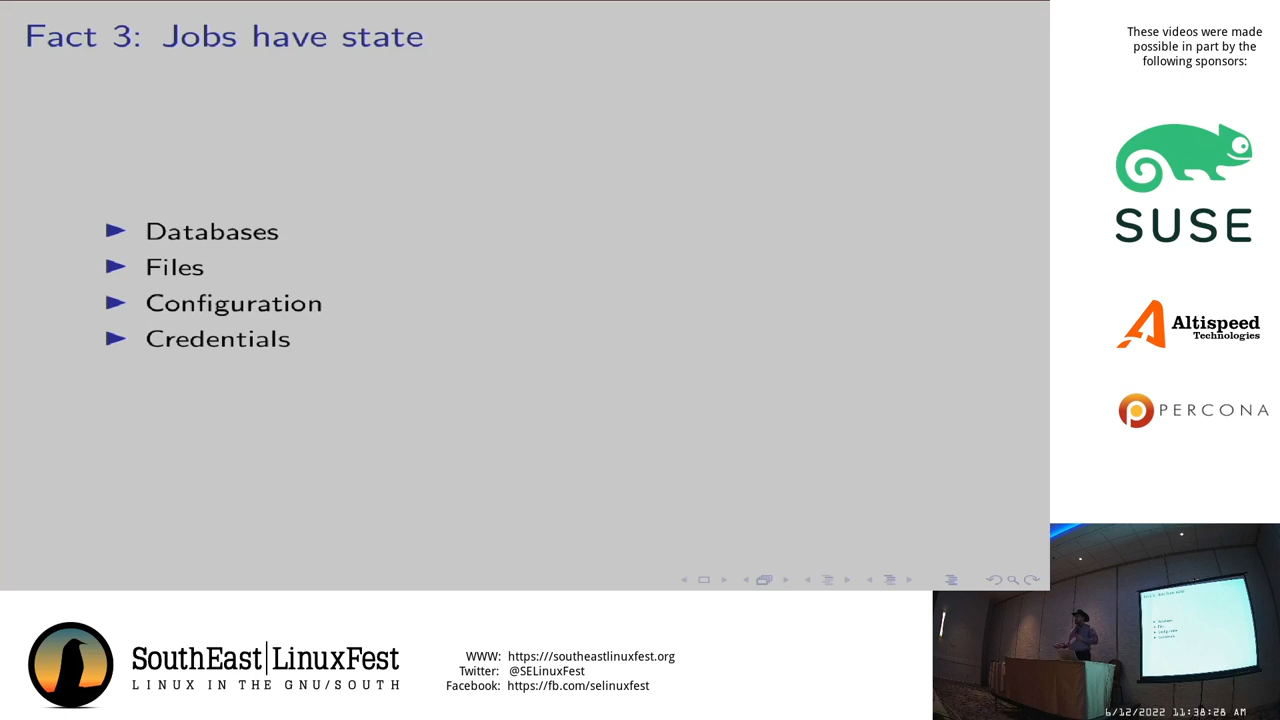 Fact 3: Jobs have state
Databases
Files
Configuration
Credentials
These videos were made
possible in part by the
following sponsors:
SUSE
Altispeed
Technologies
PERCONA
SouthEast LinuxFest
LINUX IN THE GNU/SOUTH
WWW: https:///southeastlinuxfest.org
Twitter: @SELinuxFest
Facebook: https://fb.com/selinuxfest
6/12/2022 11:38:28 AM